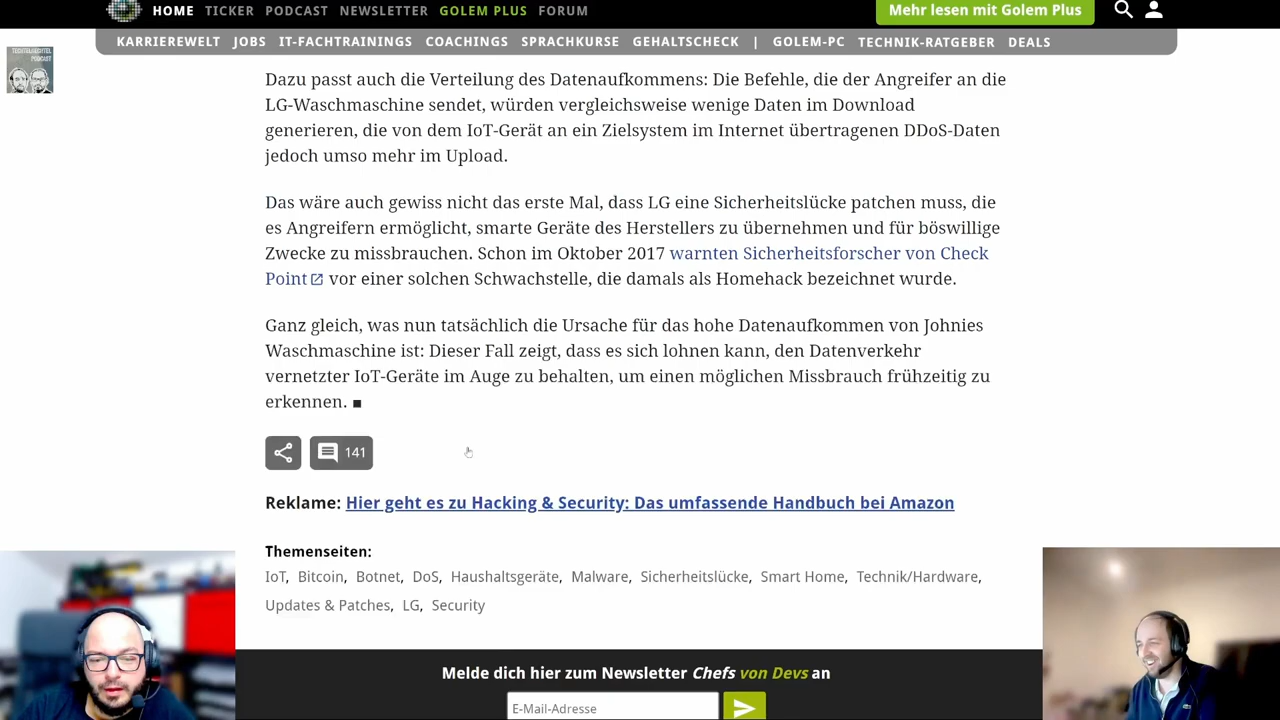 HOME TICKER PODCAST NEWSLETTER GOLEM PLUS FORUM Mehr lesen mit Golem Plus
KARRIEREWELT JOBS IT-FACHTRAININGS COACHINGS SPRACHKURSE GEHALTSCHECK | GOLEM-PC TECHNIK-RATGEBER DEALS
PODCAST
Dazu passt auch die Verteilung des Datenaufkommens: Die Befehle, die der Angreifer an die
LG-Waschmaschine sendet, würden vergleichsweise wenige Daten im Download
generieren, die von dem IoT-Gerät an ein Zielsystem im Internet übertragenen DDoS-Daten
jedoch umso mehr im Upload.
Das wäre auch gewiss nicht das erste Mal, dass LG eine Sicherheitslücke patchen muss, die
es Angreifern ermöglicht, smarte Geräte des Herstellers zu übernehmen und für böswillige
Zwecke zu missbrauchen. Schon im Oktober 2017 warnten Sicherheitsforscher von Check
Point vor einer solchen Schwachstelle, die damals als Homehack bezeichnet wurde.
Ganz gleich, was nun tatsächlich die Ursache für das hohe Datenaufkommen von Johnies
Waschmaschine ist: Dieser Fall zeigt, dass es sich lohnen kann, den Datenverkehr
vernetzter IoT-Geräte im Auge zu behalten, um einen möglichen Missbrauch frühzeitig zu
erkennen. ■
141
Reklame: Hier geht es zu Hacking & Security: Das umfassende Handbuch bei Amazon
Themenseiten:
IoT, Bitcoin, Botnet, DoS, Haushaltsgeräte, Malware, Sicherheitslücke, Smart Home, Technik/Hardware,
Updates & Patches, LG, Security
Melde dich hier zum Newsletter Chefs von Devs an
E-Mail-Adresse